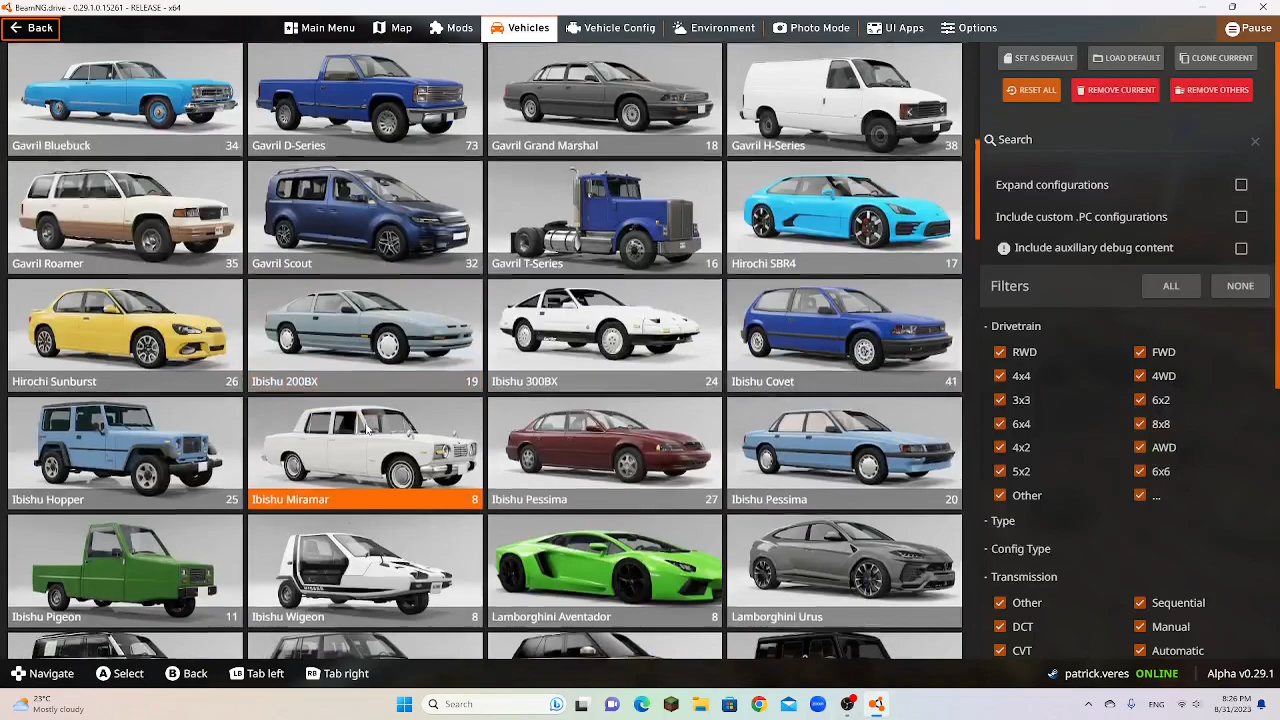 BeamNG.drive - 0.29.1.0.15261 - RELEASE - x64
Back
Main Menu
Map
Mods
Vehicles
Vehicle Config
Environment
Photo Mode
UI Apps
Options
Pause
SET AS DEFAULT
LOAD DEFAULT
CLONE CURRENT
RESET ALL
REMOVE CURRENT
REMOVE OTHERS
Gavril Bluebuck 34
Gavril D-Series 73
Gavril Grand Marshal 18
Gavril H-Series 38
Gavril Roamer 35
Gavril Scout 32
Gavril T-Series 16
Hirochi SBR4 17
Hirochi Sunburst 26
Ibishu 200BX 19
Ibishu 300BX 24
Ibishu Covet 41
Ibishu Hopper 25
Ibishu Miramar 8
Ibishu Pessima 27
Ibishu Pessima 20
Ibishu Pigeon 11
Ibishu Wigeon 8
Lamborghini Aventador 8
Lamborghini Urus
Search
Expand configurations
Include custom .PC configurations
Include auxiliary debug content
Filters
ALL
NONE
- Drivetrain
RWD FWD
4x4 4WD
3x3 6x2
6x4 8x8
4x2 AWD
5x2 6x6
Other ...
- Type
- Config Type
- Transmission
Other Sequential
DCT Manual
CVT Automatic
Navigate
A Select
B Back
LB Tab left
RB Tab right
patrick.veres ONLINE
Alpha v0.29.1
23°C
Mostly cloudy
Search
zoom
8:26 PM
8/31/2023